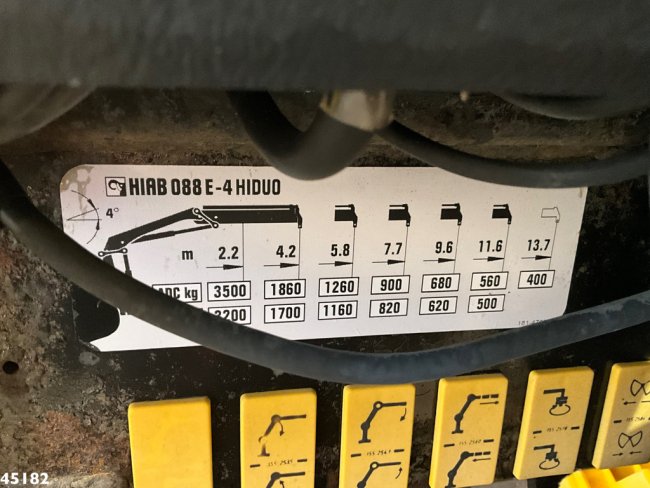 HIAB 088 E-4 HIDUO
4°
m 2.2 4.2 5.8 7.7 9.6 11.6 13.7
kg 3500 1860 1260 900 680 560 400
1700 1160 820 620 500
45182